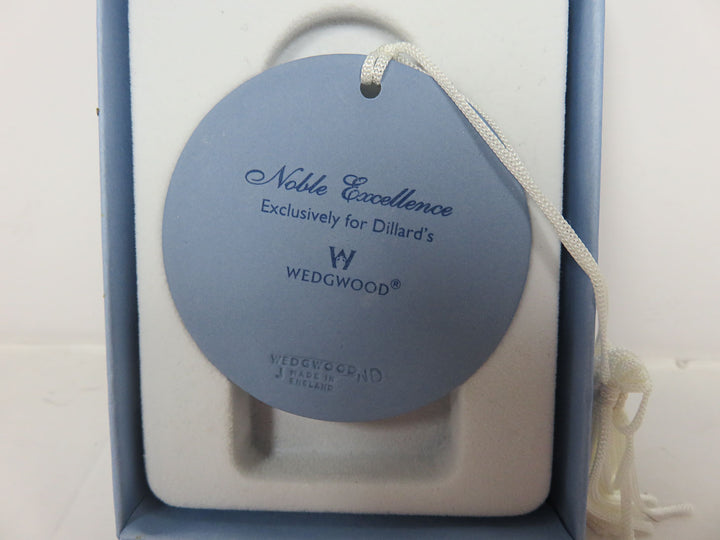 Noble Excellence
Exclusively for Dillard's
W
WEDGWOOD®
WEDGWOOD
MADE IN
ENGLAND